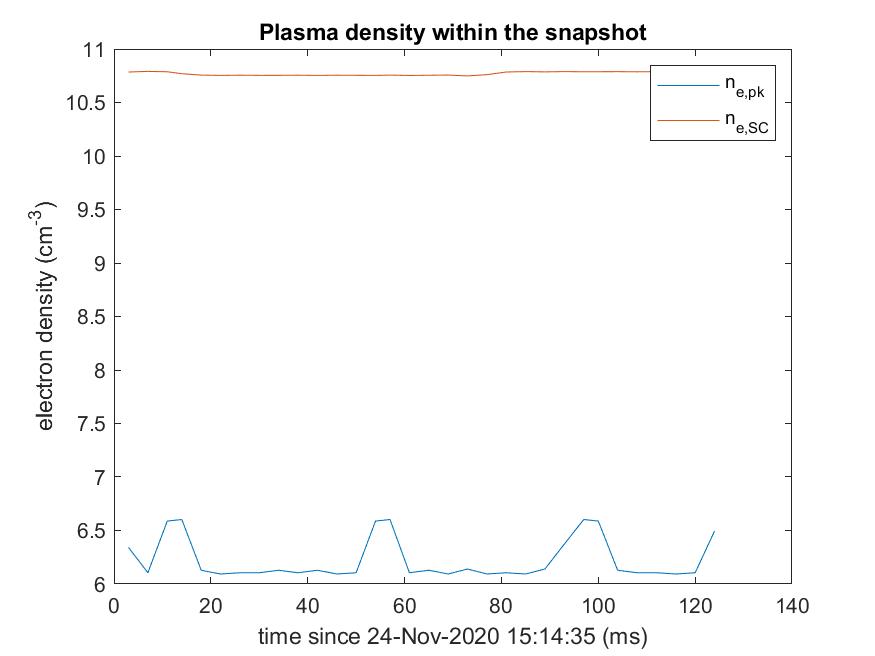 Plasma density within the snapshot
11
10.5
10
9.5
9
8.5
8
7.5
7
6.5
6
electron density (cm-3)
n e,pk
n e,SC
0 20 40 60 80 100 120 140
time since 24-Nov-2020 15:14:35 (ms)